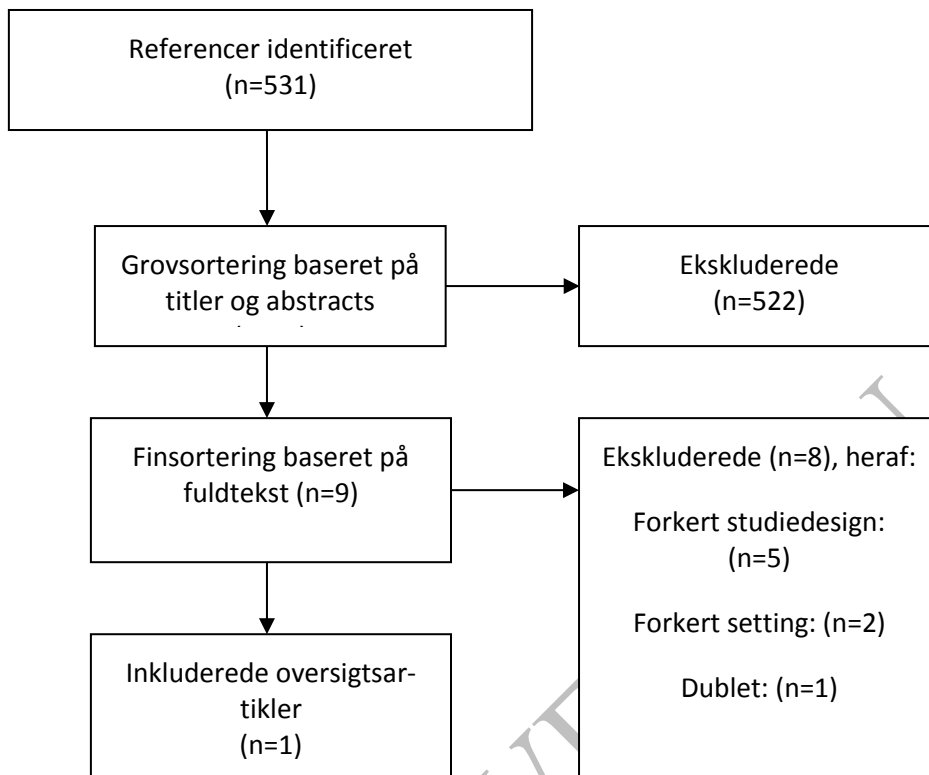 Referencer identificeret
(n=531)
Grovsortering baseret på
titler og abstracts
Ekskluderede
(n=522)
Finsortering baseret på
fuldtekst (n=9)
Ekskluderede (n=8), heraf:
Forkert studiedesign:
(n=5)
Forkert setting: (n=2)
Dublet: (n=1)
Inkluderede oversigtsar-
tikler
(n=1)